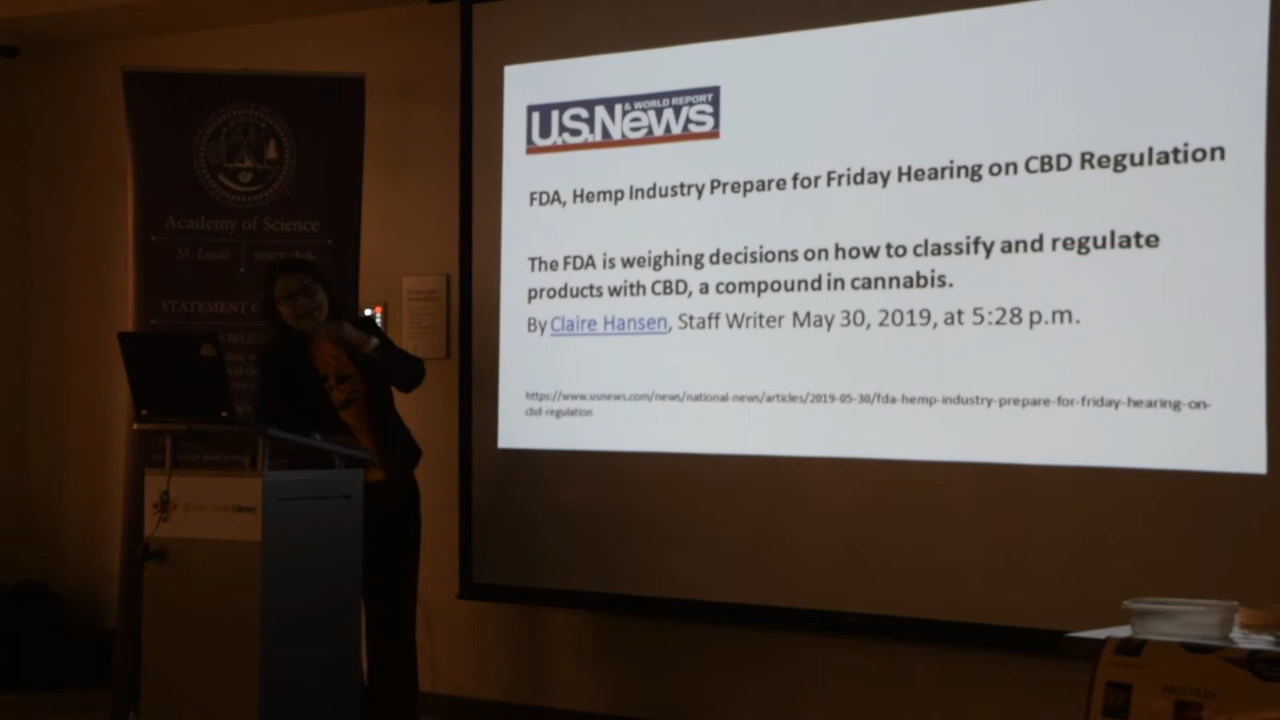 Academy of Science
St. Louis
STATEMENT
& WORLD REPORT
U.S.News
FDA, Hemp Industry Prepare for Friday Hearing on CBD Regulation
The FDA is weighing decisions on how to classify and regulate
products with CBD, a compound in cannabis.
By Claire Hansen, Staff Writer May 30, 2019, at 5:28 p.m.
https://www.usnews.com/news/national-news/articles/2019-05-30/fda-hemp-industry-prepare-for-friday-hearing-on-
cbd-regulation
Library